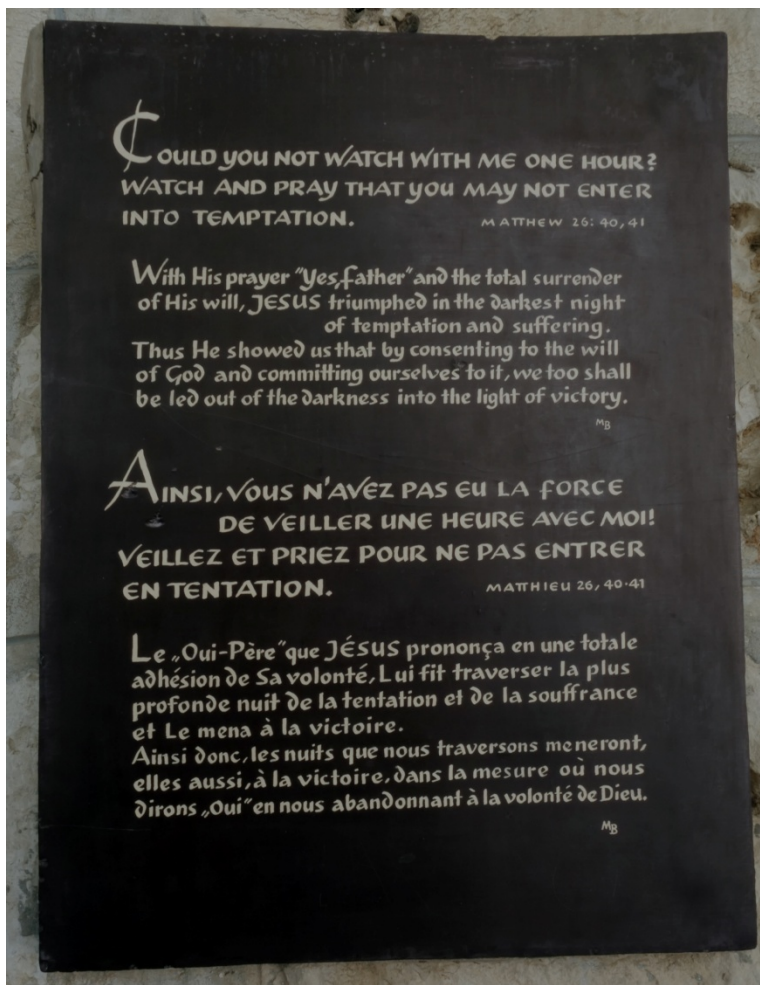 COULD YOU NOT WATCH WITH ME ONE HOUR?
WATCH AND PRAY THAT YOU MAY NOT ENTER
INTO TEMPTATION. MATTHEW 26: 40,41
With His prayer "Yes, Father" and the total surrender
of His will, JESUS triumphed in the darkest night
of temptation and suffering.
Thus He showed us that by consenting to the will
of God and committing ourselves to it, we too shall
be led out of the darkness into the light of victory.
MB
AINSI, VOUS N'AVEZ PAS EU LA FORCE
DE VEILLER UNE HEURE AVEC MOI!
VEILLEZ ET PRIEZ POUR NE PAS ENTRER
EN TENTATION. MATTHIEU 26, 40·41
Le „Oui-Père" que JÉSUS prononça en une totale
adhésion de Sa volonté, Lui fit traverser la plus
profonde nuit de la tentation et de la souffrance
et Le mena à la victoire.
Ainsi donc, les nuits que nous traversons meneront,
elles aussi, à la victoire, dans la mesure où nous
dirons „Oui" en nous abandonnant à la volonté de Dieu.
MB